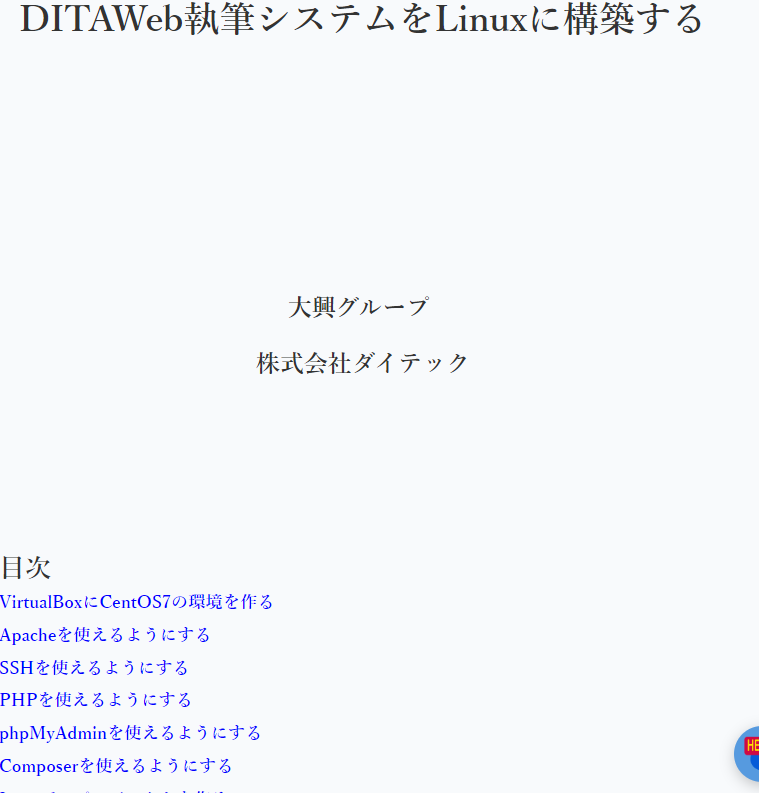 DITAWeb執筆システムをLinuxに構築する
大興グループ
株式会社ダイテック
目次
VirtualBoxにCentOS7の環境を作る
Apacheを使えるようにする
SSHを使えるようにする
PHPを使えるようにする
phpMyAdminを使えるようにする
Composerを使えるようにする